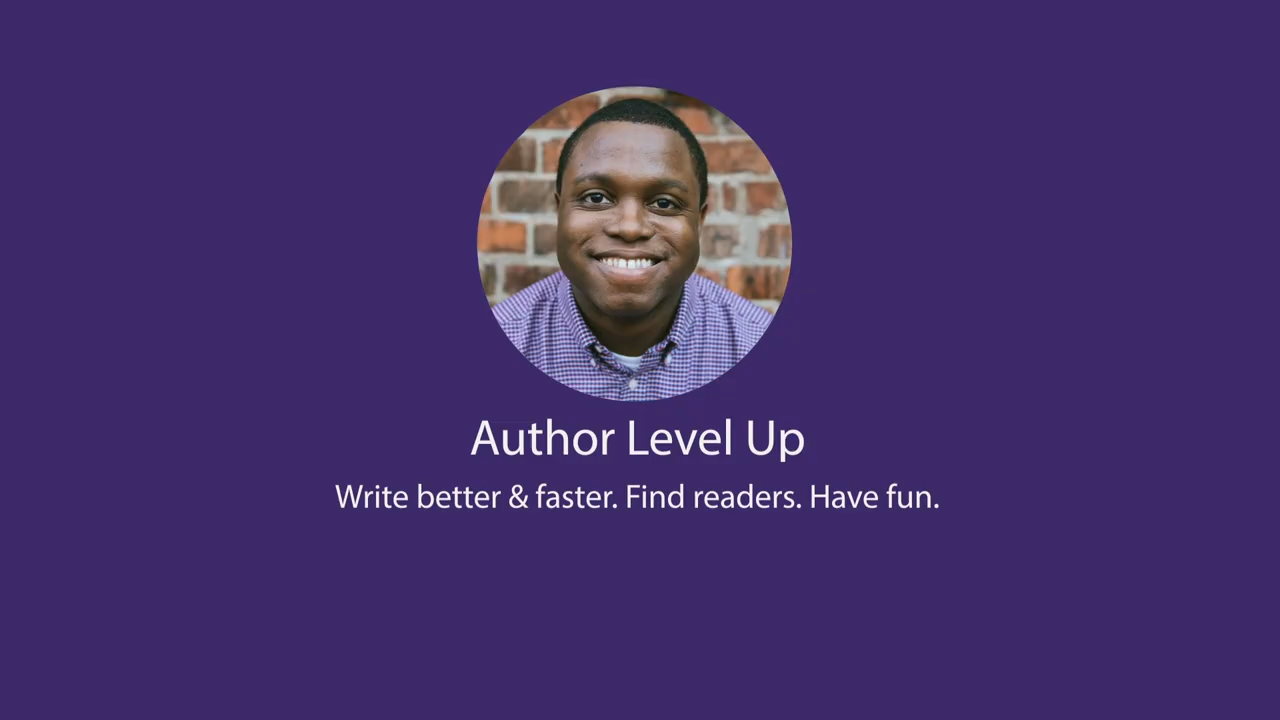 Author Level Up
Write better & faster. Find readers. Have fun.